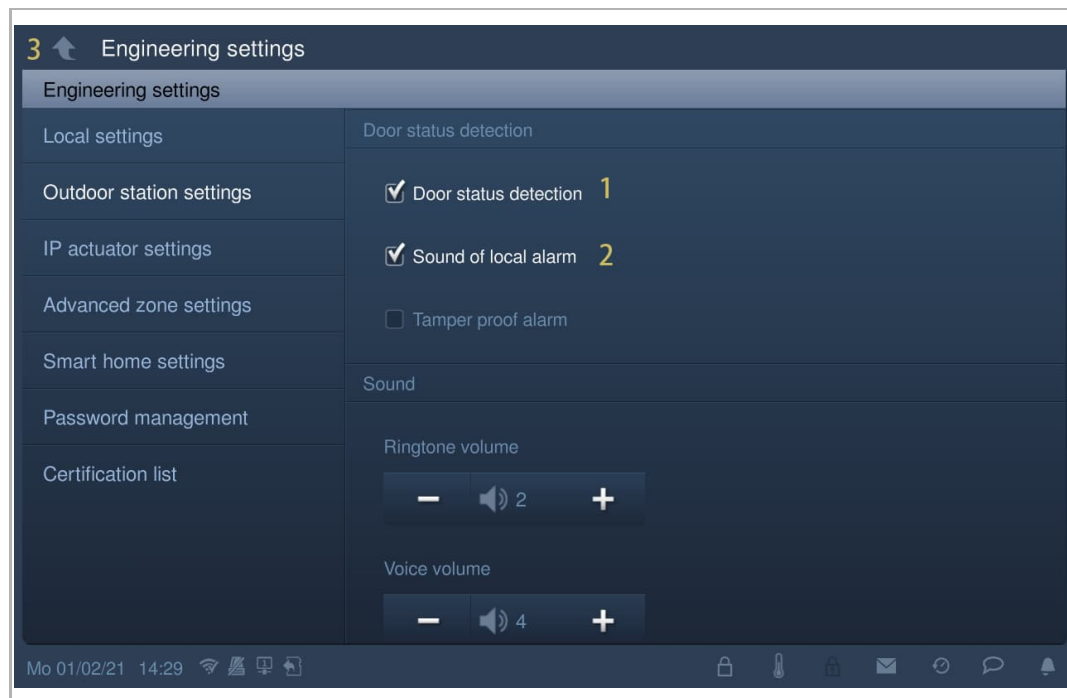 3 Engineering settings
Engineering settings
Local settings
Outdoor station settings
IP actuator settings
Advanced zone settings
Smart home settings
Password management
Certification list
Door status detection
Door status detection 1
Sound of local alarm 2
Tamper proof alarm
Sound
Ringtone volume
− 2 +
Voice volume
− 4 +
Mo 01/02/21 14:29 1